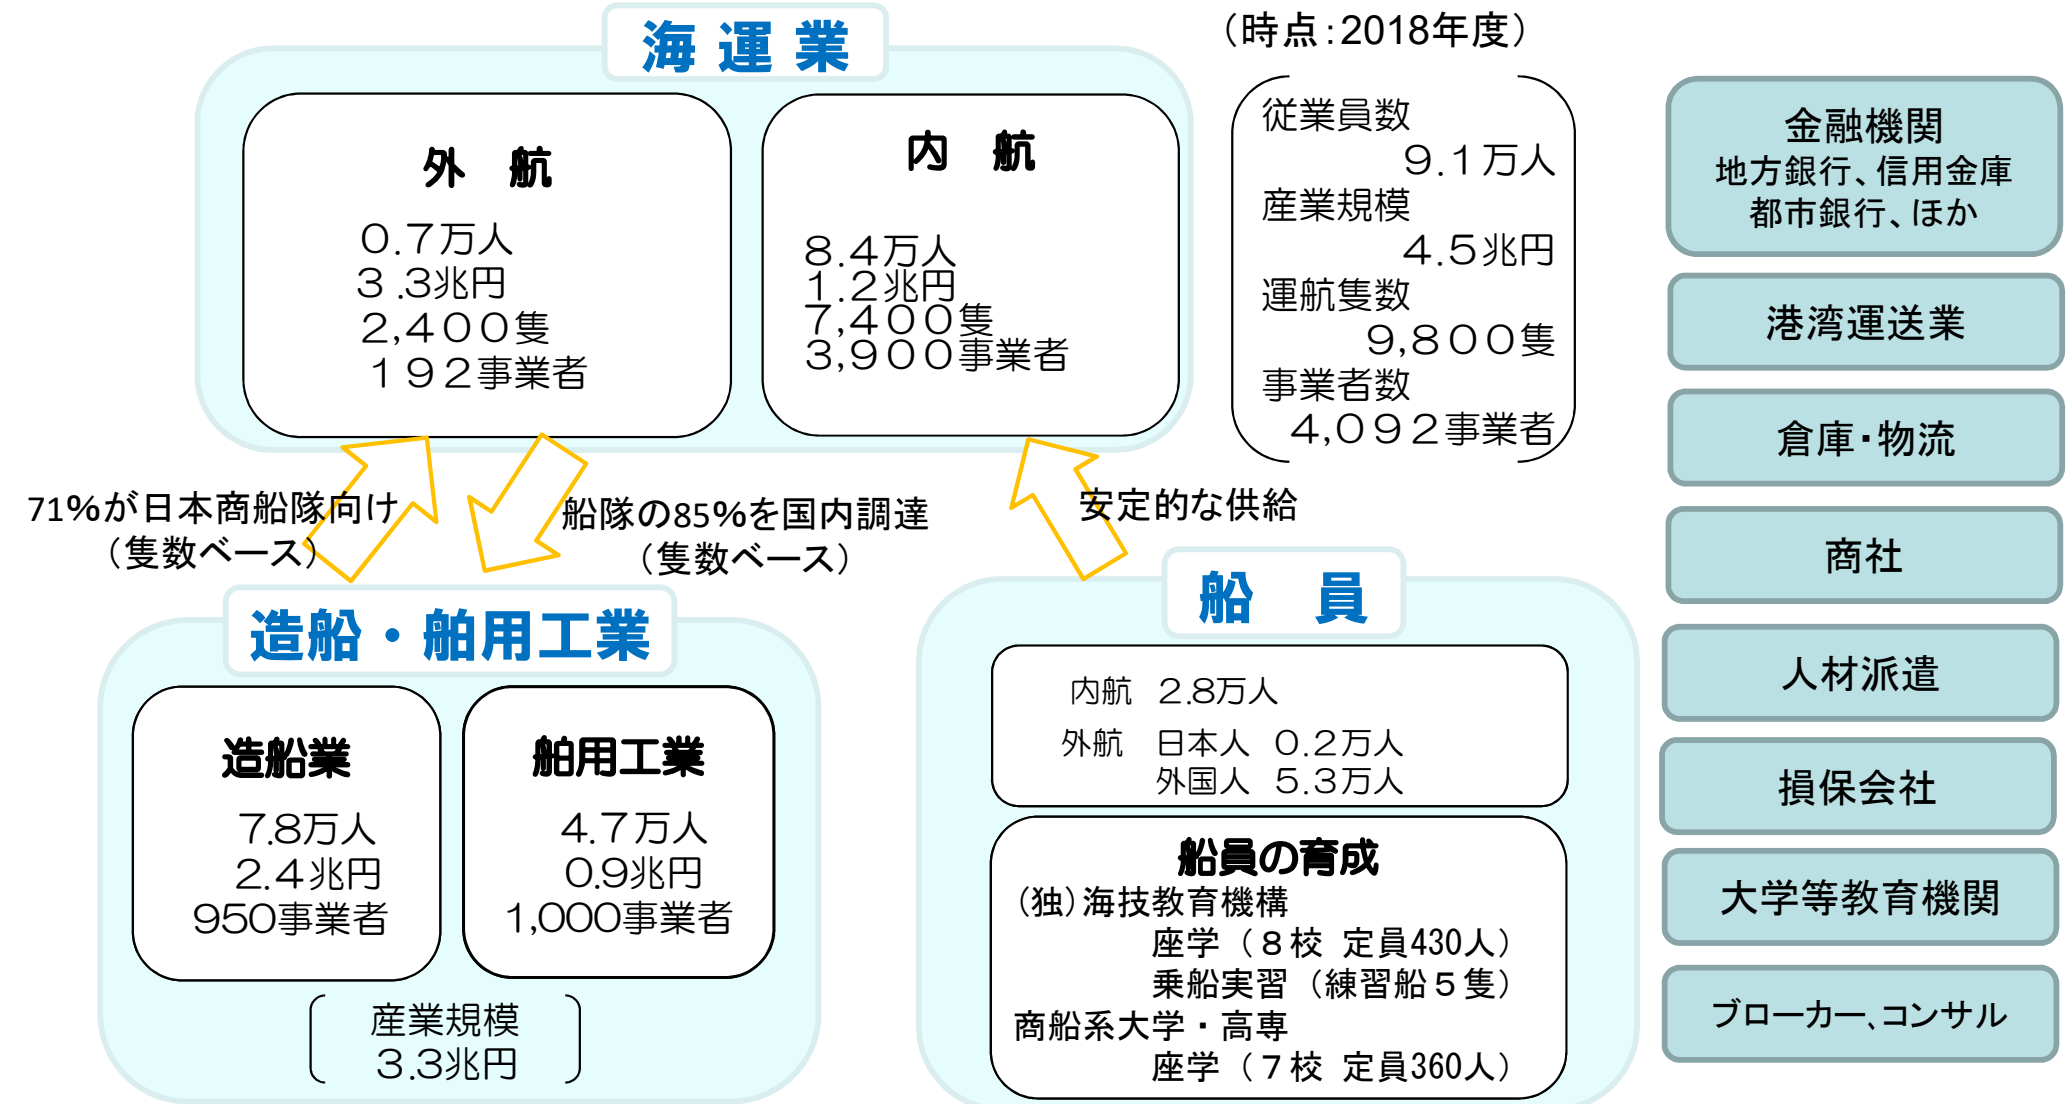 海運業
（時点：2018年度）
外　航
０.７万人
３.３兆円
２,４００隻
１９２事業者
内　航
８.４万人
１.２兆円
７,４００隻
３,９００事業者
従業員数
９.１万人
産業規模
４.５兆円
運航隻数
９,８００隻
事業者数
４,０９２事業者
71%が日本商船隊向け
（隻数ベース）
船隊の85%を国内調達
（隻数ベース）
安定的な供給
造船・舶用工業
造船業
7.8万人
2.4兆円
950事業者
舶用工業
4.7万人
0.9兆円
1,000事業者
産業規模
3.3兆円
船　員
内航　2.8万人
外航　日本人　０.２万人
外国人　５.３万人
船員の育成
（独）海技教育機構
座学（８校 定員430人）
乗船実習（練習船５隻）
商船系大学・高専
座学（７校 定員360人）
金融機関
地方銀行、信用金庫
都市銀行、ほか
港湾運送業
倉庫・物流
商社
人材派遣
損保会社
大学等教育機関
ブローカー、コンサル